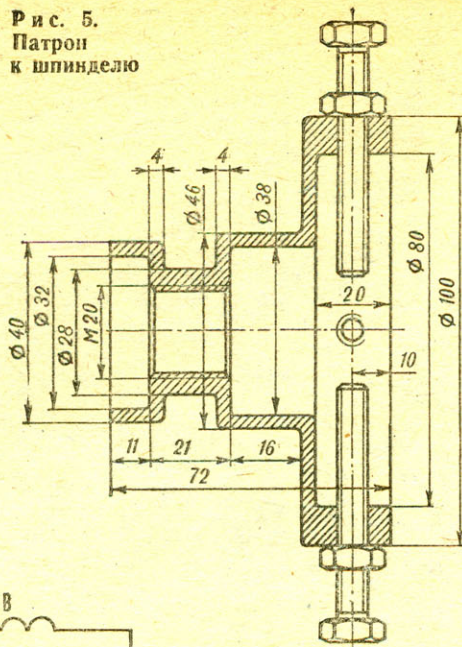 Рис. 5.
Патрон
к шпинделю
4
4
Ø 46
Ø 38
Ø 40
Ø 32
Ø 28
М 20
Ø 80
Ø 100
20
10
11
21
16
72
В